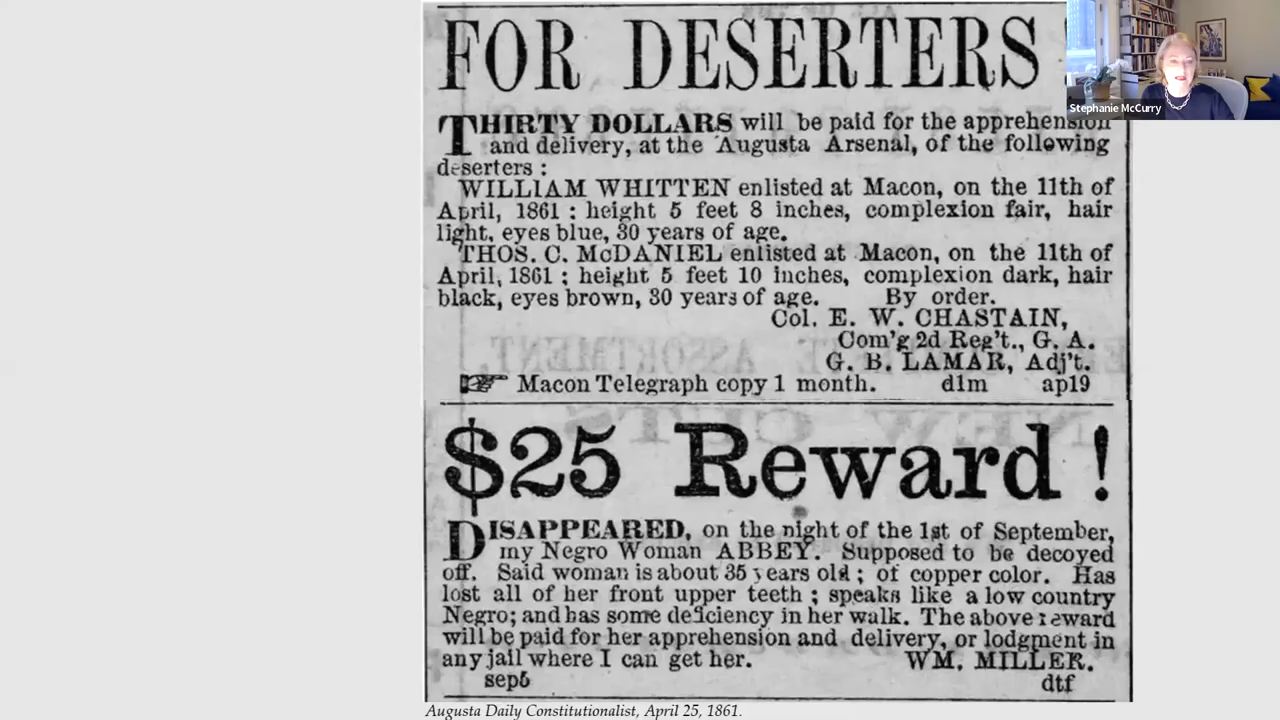 FOR DESERTERS
Stephanie McCurry
THIRTY DOLLARS will be paid for the apprehension
and delivery, at the Augusta Arsenal, of the following
deserters :
WILLIAM WHITTEN enlisted at Macon, on the 11th of
April, 1861 : height 5 feet 8 inches, complexion fair, hair
light, eyes blue, 30 years of age.
THOS. C. McDANIEL enlisted at Macon, on the 11th of
April, 1861 ; height 5 feet 10 inches, complexion dark, hair
black, eyes brown, 30 years of age. By order.
Col. E. W. CHASTAIN,
Com'g 2d Reg't., G. A.
G. B. LAMAR, Adj't.
☞ Macon Telegraph copy 1 month. d1m ap19
$25 Reward !
DISAPPEARED, on the night of the 1st of September,
my Negro Woman ABBEY. Supposed to be decoyed
off. Said woman is about 35 years old ; of copper color. Has
lost all of her front upper teeth ; speaks like a low country
Negro; and has some deficiency in her walk. The above reward
will be paid for her apprehension and delivery, or lodgment in
any jail where I can get her. WM. MILLER.
sep5 dtf
Augusta Daily Constitutionalist, April 25, 1861.